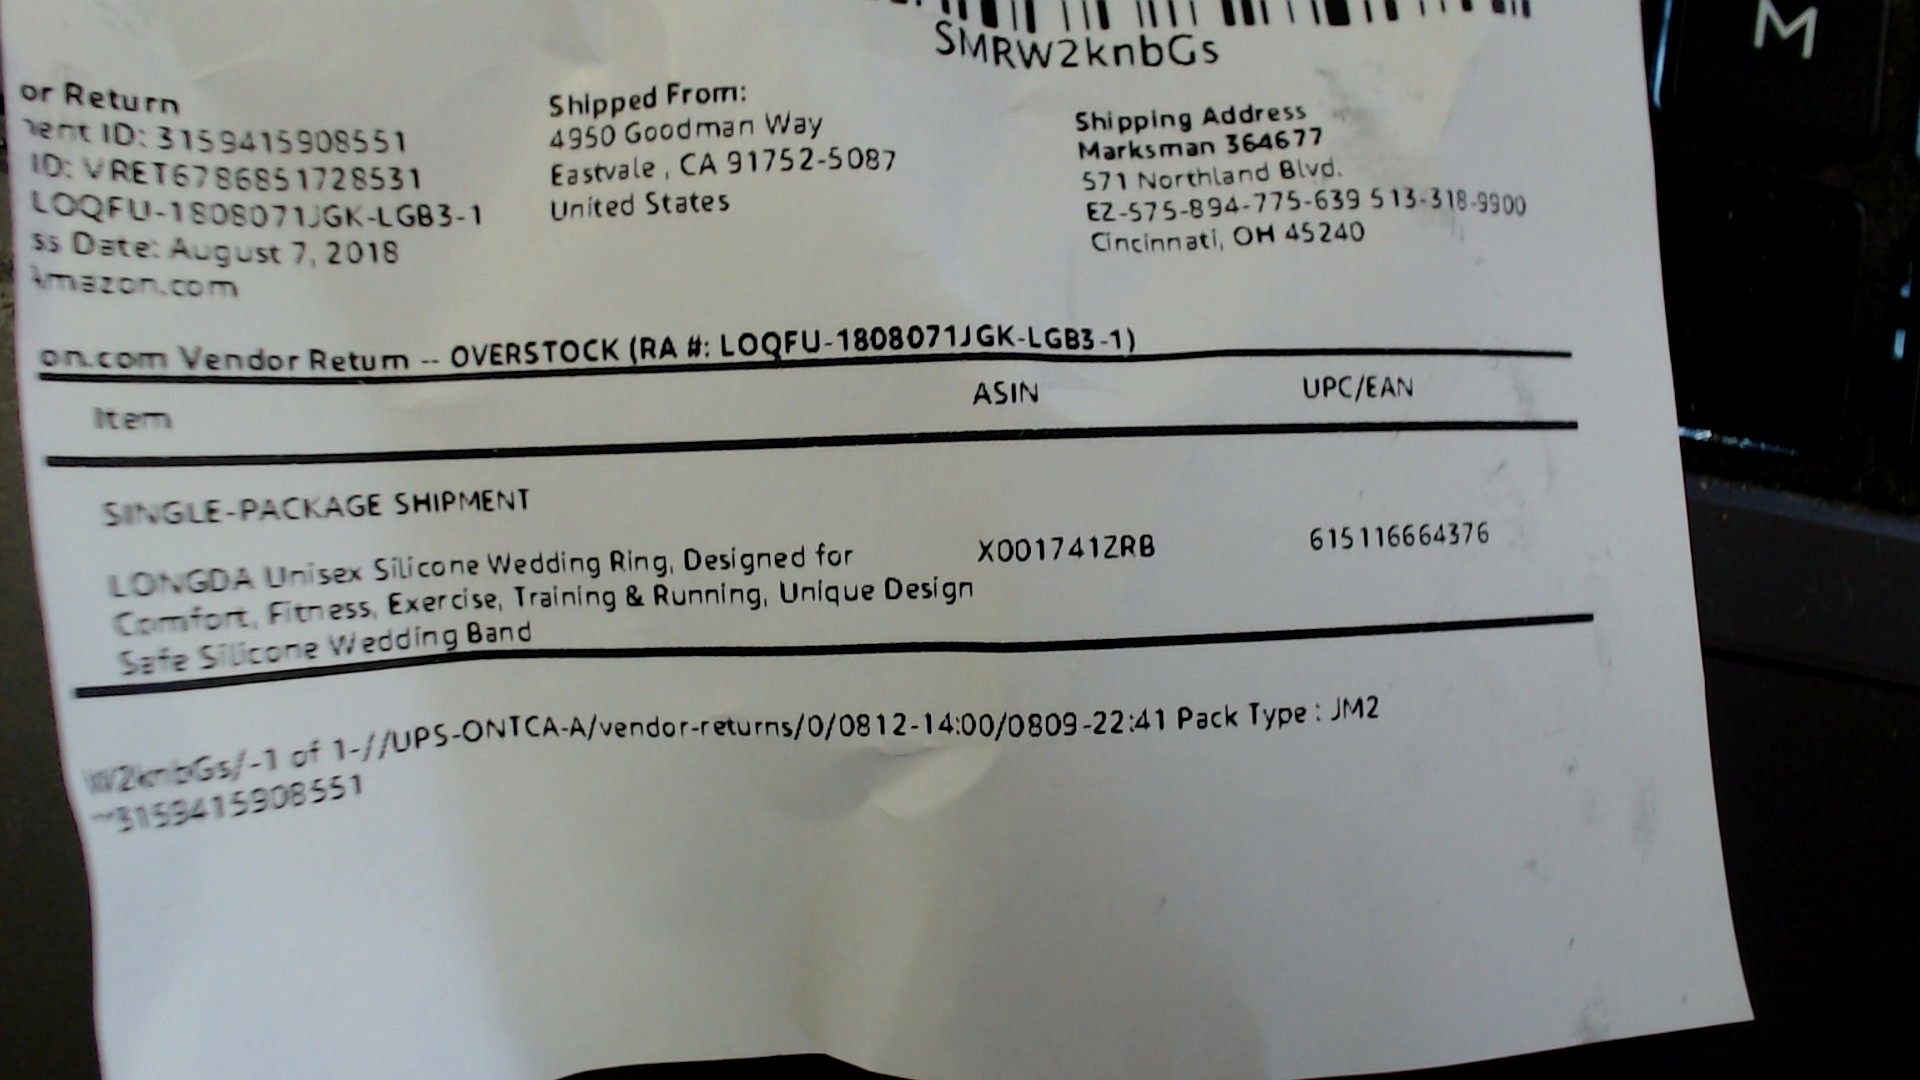 SMRW2knbGs
or Return
ent ID: 3159415908551
ID: VRET6786851728531
LOQFU-1808071JGK-LGB3-1
ss Date: August 7, 2018
Amazon.com
Shipped From:
4950 Goodman Way
Eastvale , CA 91752-5087
United States
Shipping Address
Marksman 364677
571 Northland Blvd.
EZ-575-894-775-639 513-318-9900
Cincinnati, OH 45240
on.com Vendor Return -- OVERSTOCK (RA #: LOQFU-1808071JGK-LGB3-1)
Item ASIN UPC/EAN
SINGLE-PACKAGE SHIPMENT
LONGDA Unisex Silicone Wedding Ring, Designed for X001741ZRB 615116664376
Comfort, Fitness, Exercise, Training & Running, Unique Design
Safe Silicone Wedding Band
W2knbGs/-1 of 1-//UPS-ONTCA-A/vendor-returns/0/0812-14:00/0809-22:41 Pack Type : JM2
3159415908551
M